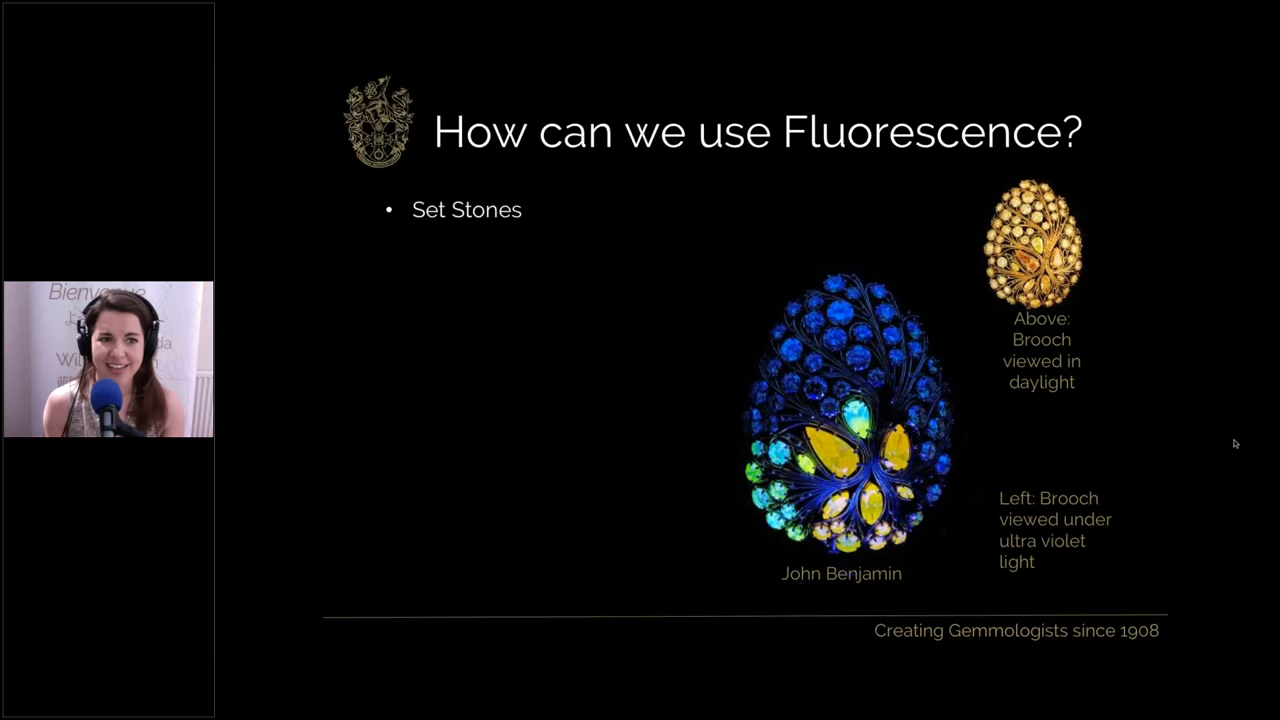 How can we use Fluorescence?
• Set Stones
Above:
Brooch
viewed in
daylight
Left: Brooch
viewed under
ultra violet
light
John Benjamin
Creating Gemmologists since 1908
Bienvenue